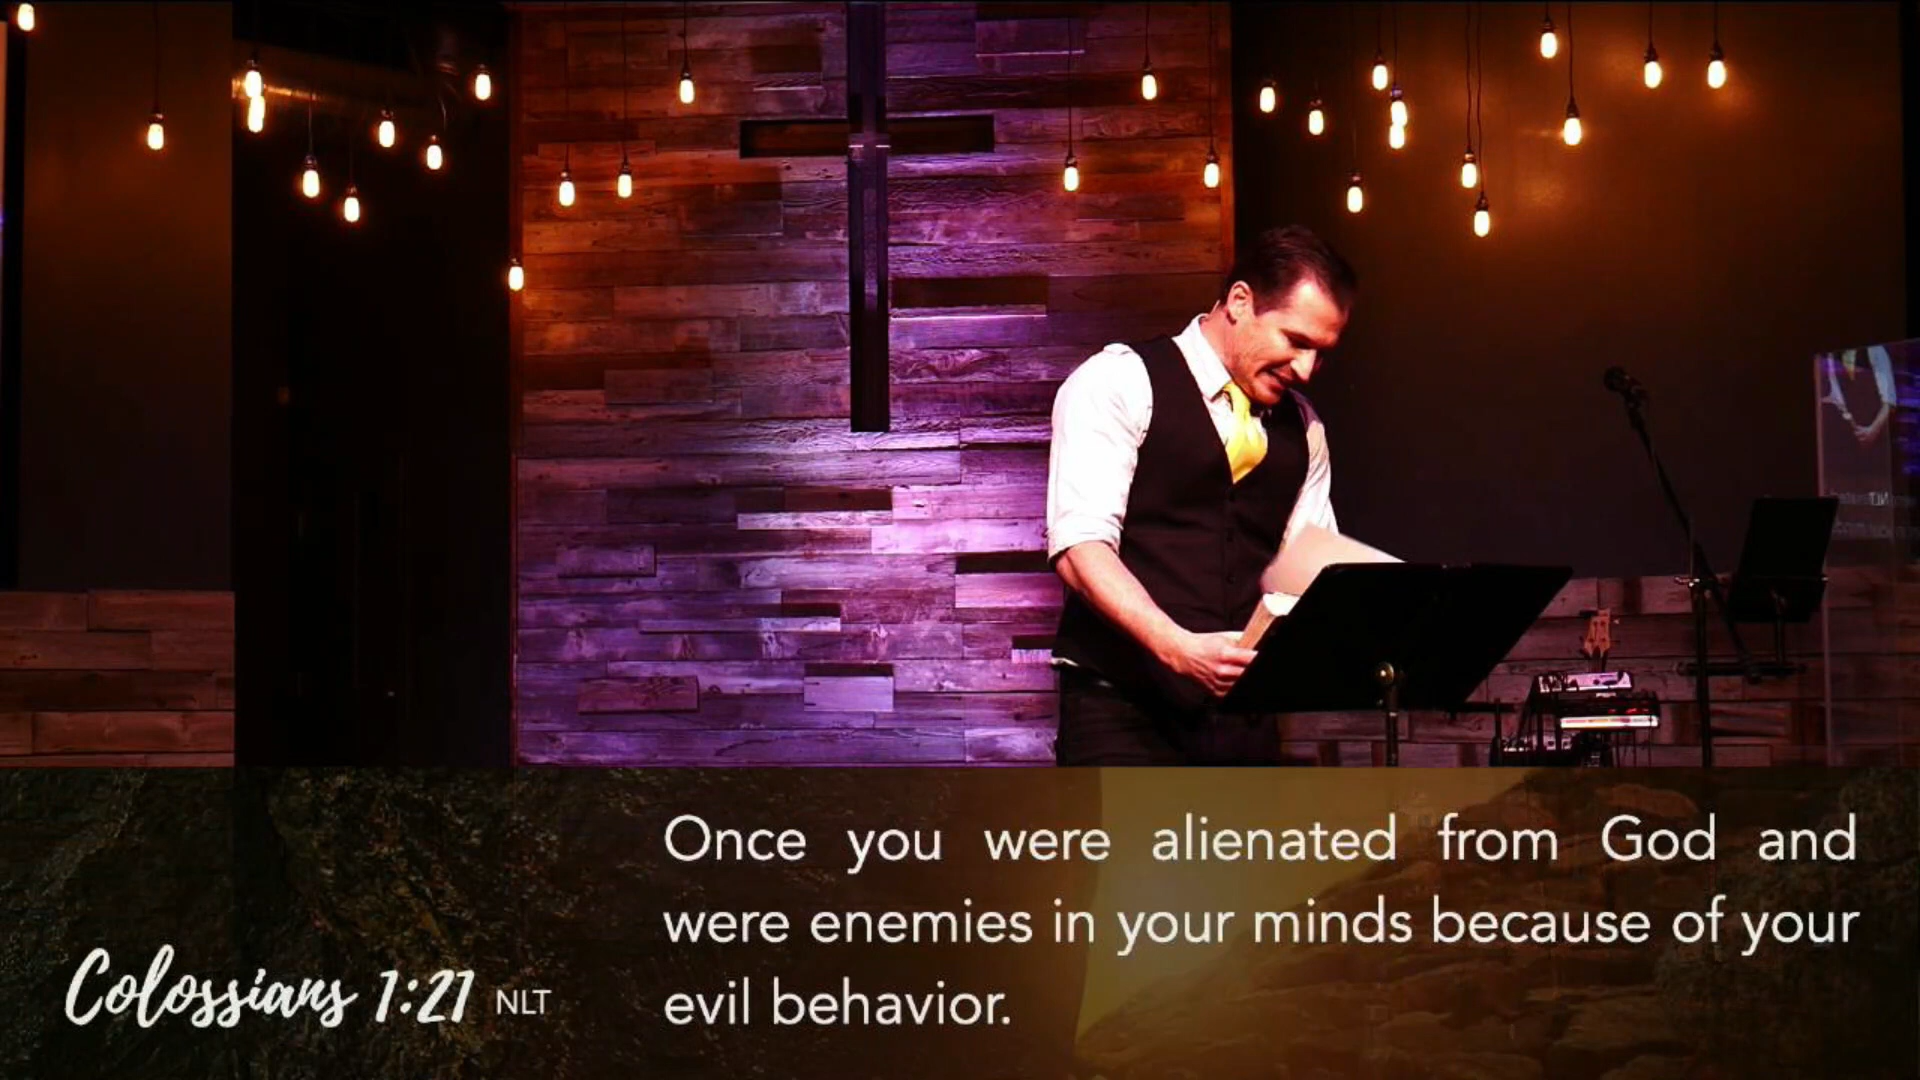 Once you were alienated from God and
were enemies in your minds because of your
evil behavior.
Colossians 1:21 NLT